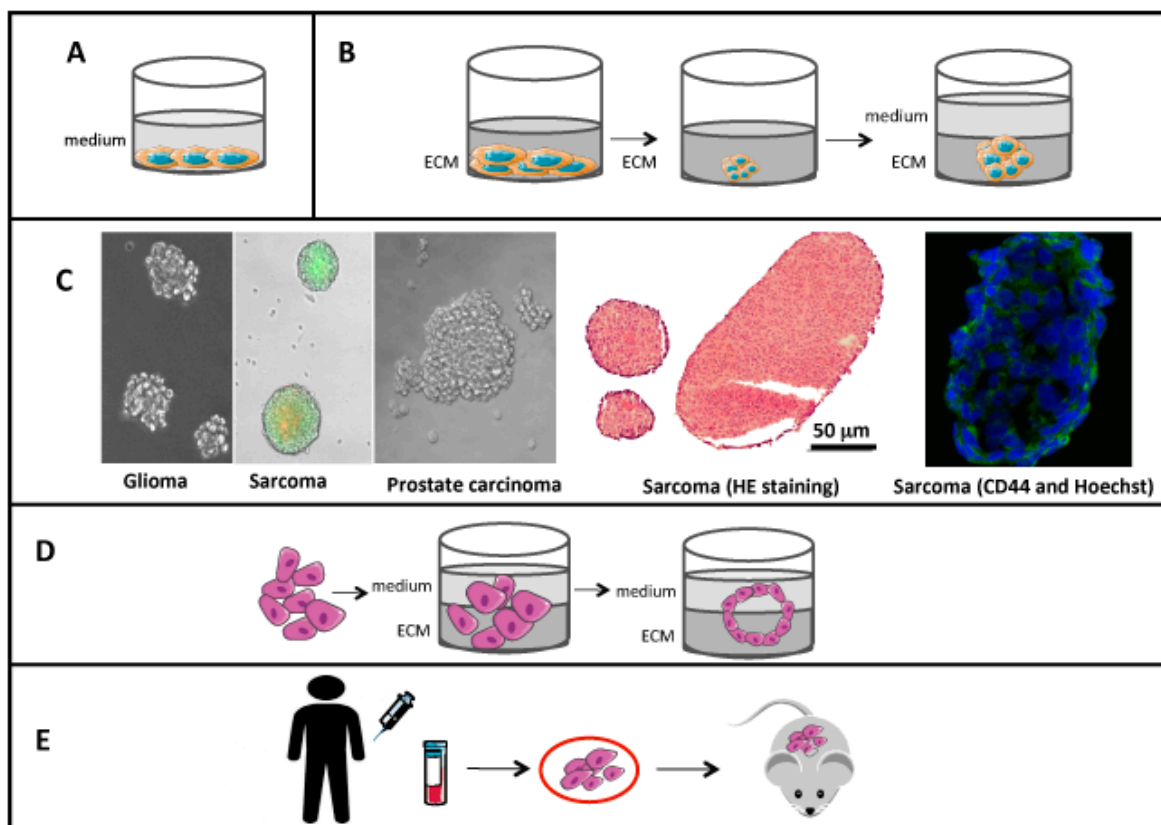 A
medium
B
ECM
ECM
medium
ECM
C
50 μm
Glioma
Sarcoma
Prostate carcinoma
Sarcoma (HE staining)
Sarcoma (CD44 and Hoechst)
D
medium
ECM
medium
ECM
E